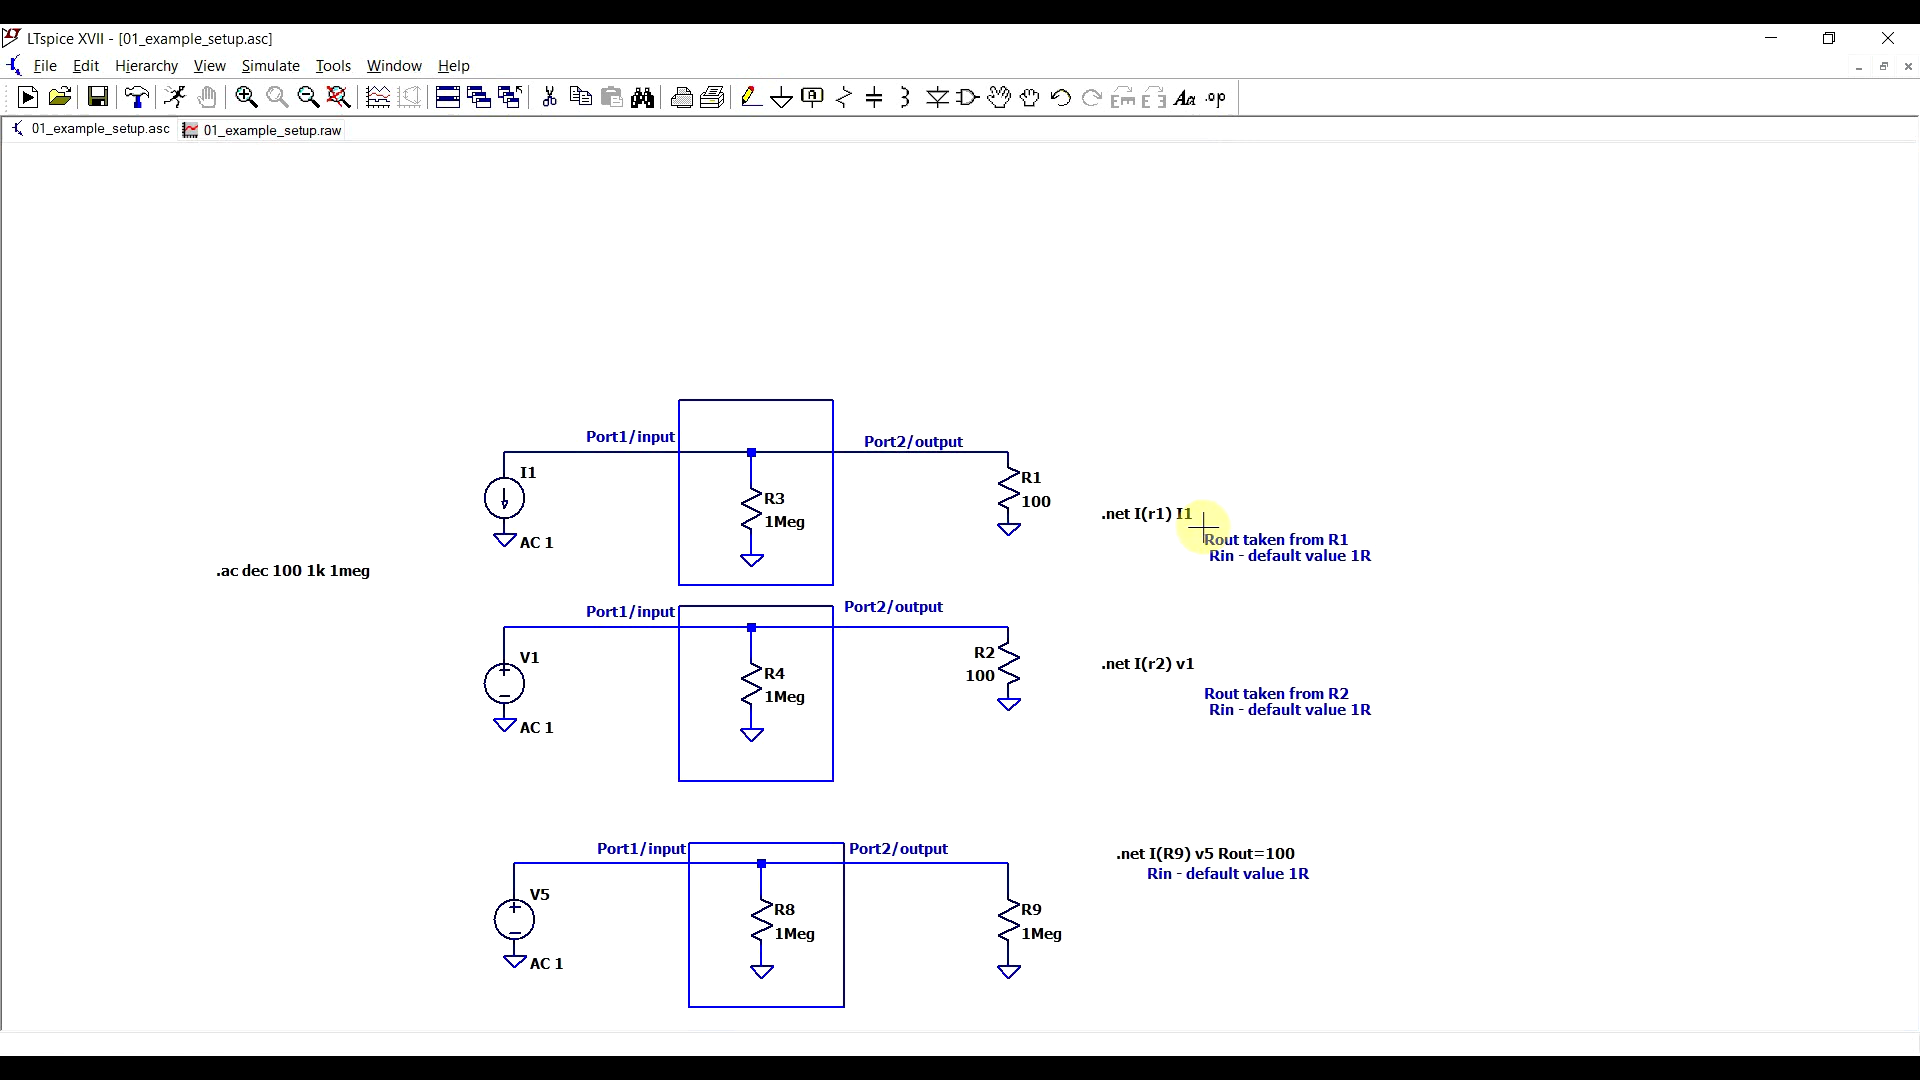 LTspice XVII - [01_example_setup.asc]
File Edit Hierarchy View Simulate Tools Window Help
.op
01_example_setup.asc 01_example_setup.raw
Port1/input
Port2/output
I1
AC 1
R3
1Meg
R1
100
.net I(r1) I1
Rout taken from R1
Rin - default value 1R
.ac dec 100 1k 1meg
Port1/input
Port2/output
V1
AC 1
R4
1Meg
R2
100
.net I(r2) v1
Rout taken from R2
Rin - default value 1R
Port1/input
Port2/output
V5
AC 1
R8
1Meg
R9
1Meg
.net I(R9) v5 Rout=100
Rin - default value 1R